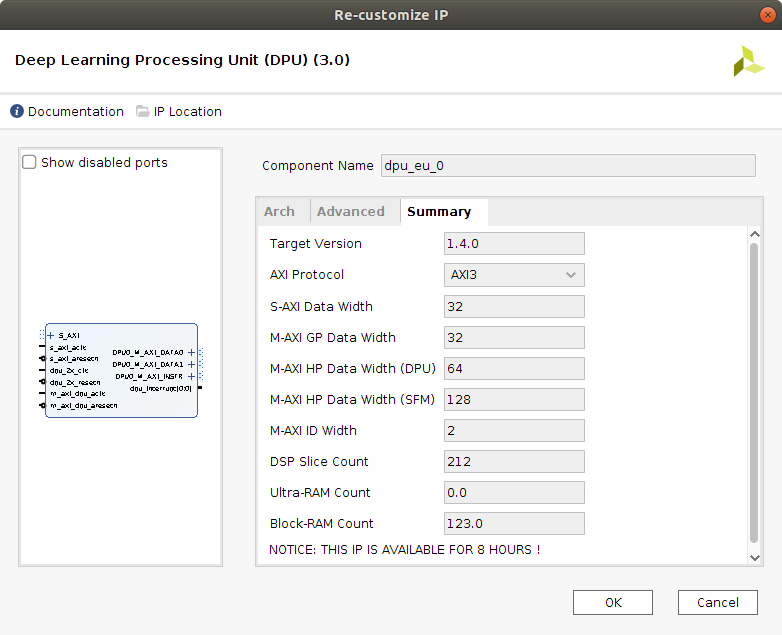 Re-customize IP
Deep Learning Processing Unit (DPU) (3.0)
Documentation IP Location
Show disabled ports
S_AXI
s_axi_aclk
s_axi_aresetn
dpu_2x_clk
dpu_2x_resetn
m_axi_dpu_aclk
m_axi_dpu_aresetn
DPU0_M_AXI_DATA0
DPU0_M_AXI_DATA1
DPU0_M_AXI_INSTR
dpu_interrupt[0:0]
Component Name dpu_eu_0
Arch Advanced Summary
Target Version 1.4.0
AXI Protocol AXI3
S-AXI Data Width 32
M-AXI GP Data Width 32
M-AXI HP Data Width (DPU) 64
M-AXI HP Data Width (SFM) 128
M-AXI ID Width 2
DSP Slice Count 212
Ultra-RAM Count 0.0
Block-RAM Count 123.0
NOTICE: THIS IP IS AVAILABLE FOR 8 HOURS !
OK Cancel